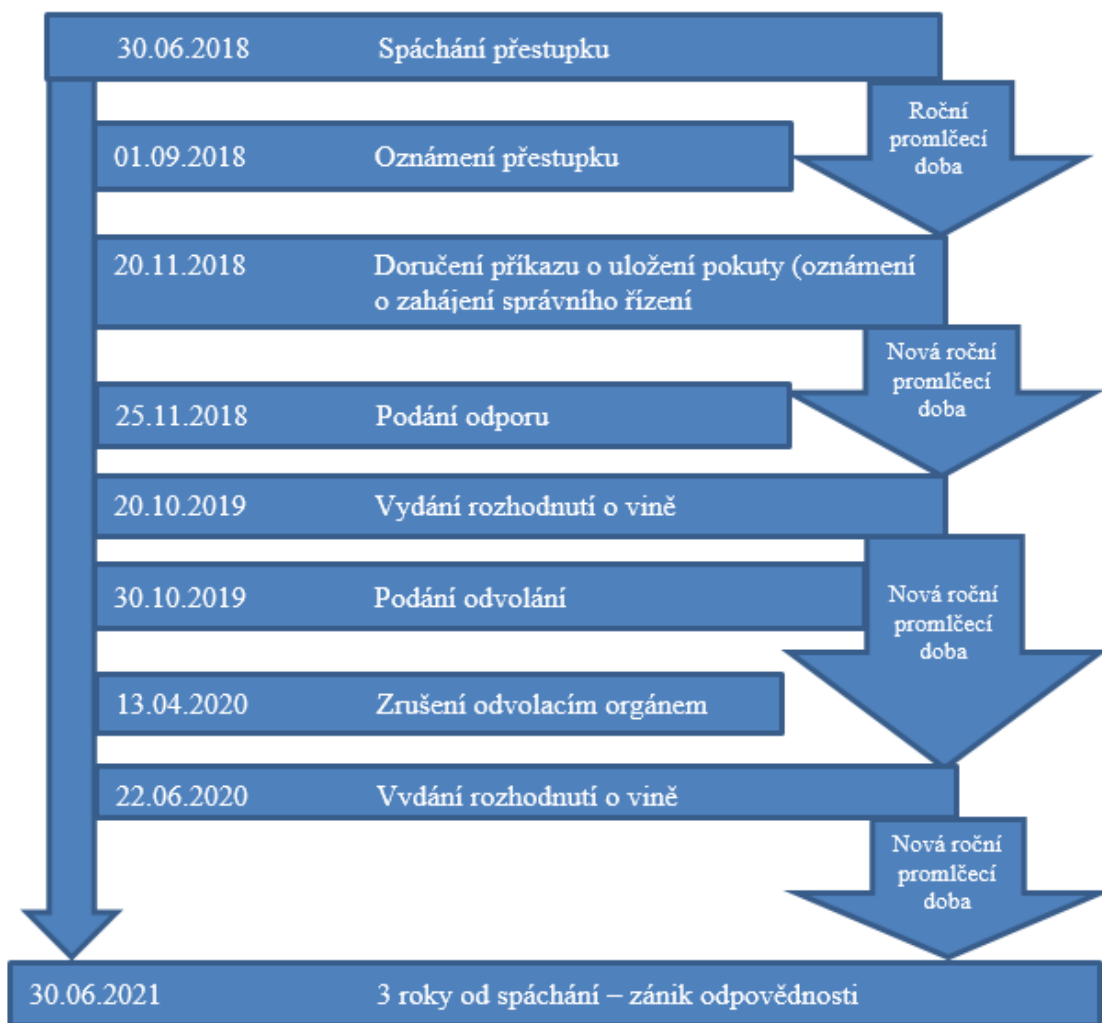 30.06.2018 Spáchání přestupku
Roční
promlčecí
doba
01.09.2018 Oznámení přestupku
20.11.2018 Doručení příkazu o uložení pokuty (oznámení
o zahájení správního řízení
Nová roční
promlčecí
doba
25.11.2018 Podání odporu
20.10.2019 Vydání rozhodnutí o vině
30.10.2019 Podání odvolání
Nová roční
promlčecí
doba
13.04.2020 Zrušení odvolacím orgánem
22.06.2020 Vvdání rozhodnutí o vině
Nová roční
promlčecí
doba
30.06.2021 3 roky od spáchání – zánik odpovědnosti